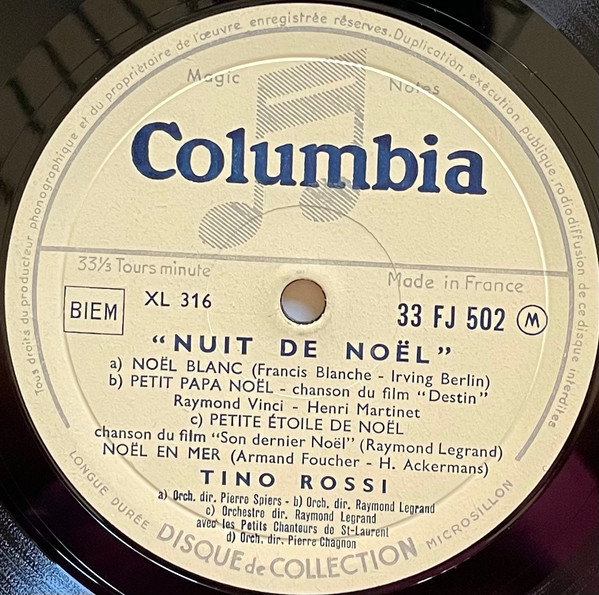 Tous droits du producteur phonographique et du propriétaire de l'œuvre enregistrée réservés. Duplication, exécution publique, radiodiffusion de ce disque interdites
Magic Notes
Columbia
33⅓ Tours minute
Made in France
BIEM
XL 316
33 FJ 502 M
"NUIT DE NOËL"
a) NOËL BLANC (Francis Blanche - Irving Berlin)
b) PETIT PAPA NOËL - chanson du film "Destin"
Raymond Vinci - Henri Martinet
c) PETITE ÉTOILE DE NOËL
chanson du film "Son dernier Noël" (Raymond Legrand)
NOËL EN MER (Armand Foucher - H. Ackermans)
TINO ROSSI
a) Orch. dir. Pierre Spiers - b) Orch. dir. Raymond Legrand
c) Orchestre dir. Raymond Legrand
avec les Petits Chanteurs de St-Laurent
d) Orch. dir. Pierre Chagnon
LONGUE DURÉE DISQUE de COLLECTION MICROSILLON